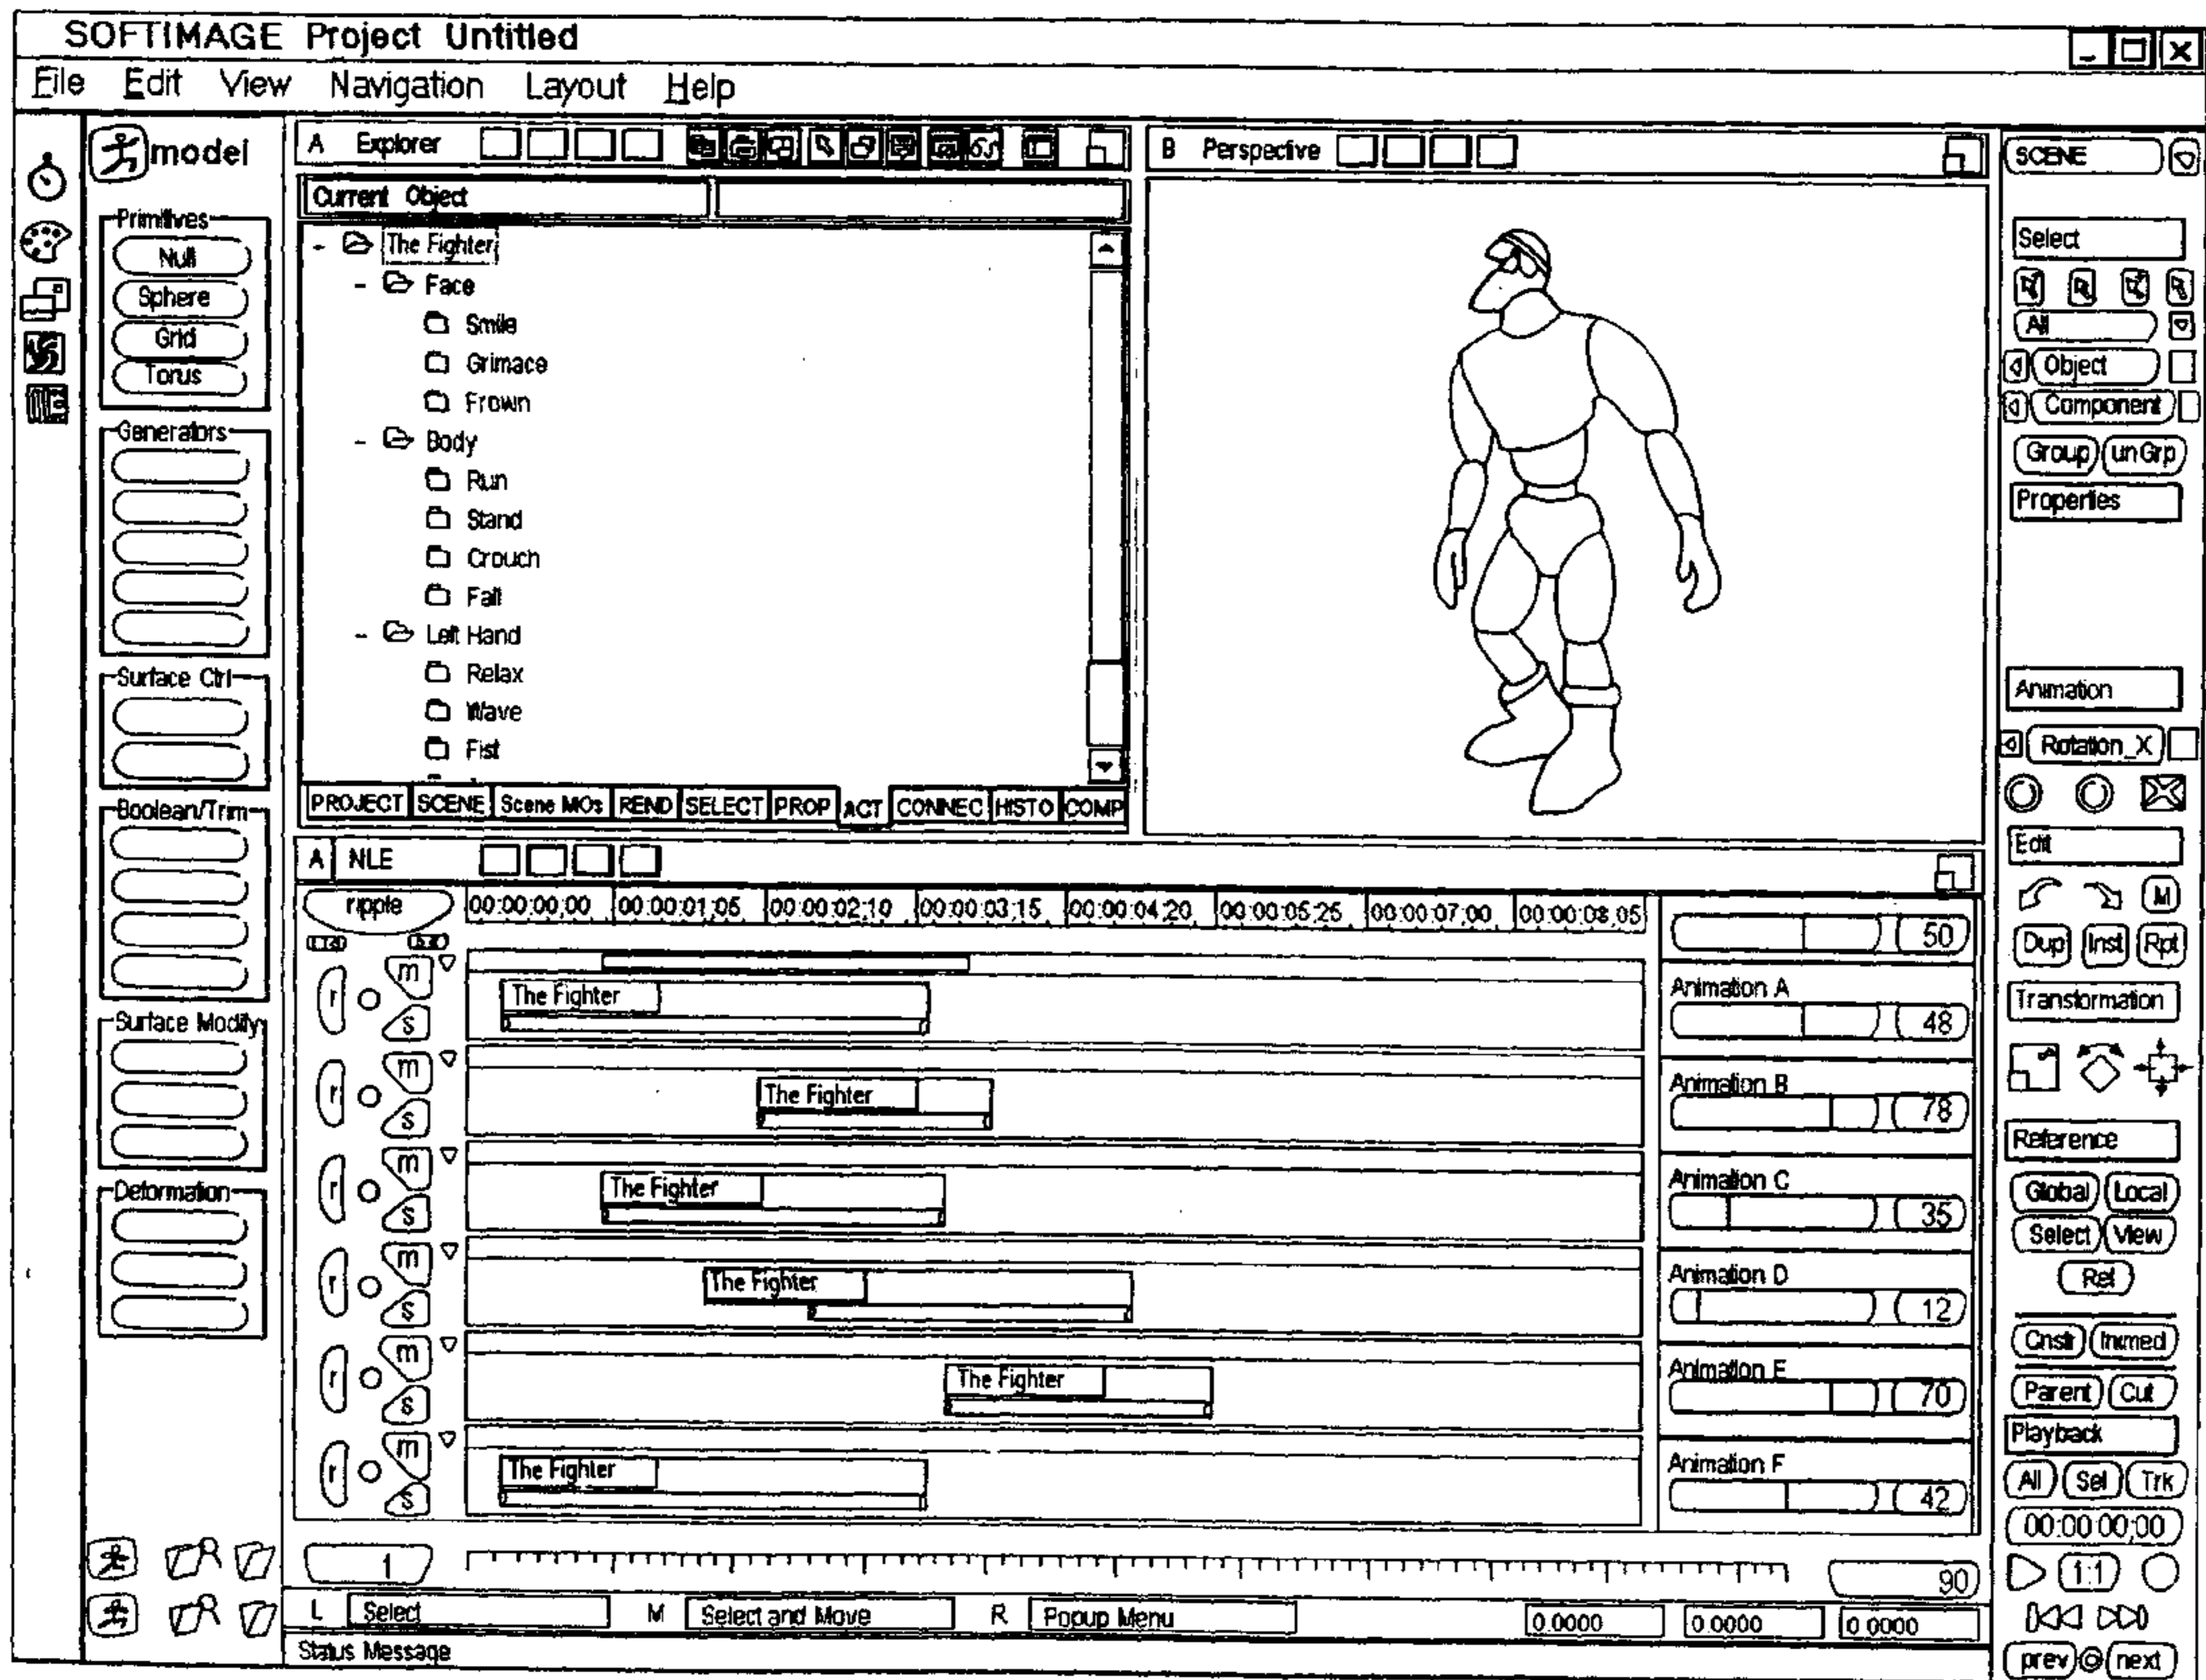 SOFTIMAGE Project Untitled
File Edit View Navigation Layout Help
model
Primitives
Null
Sphere
Grid
Torus
Generators
Surface Ctrl
Boolean/Trim
Surface Modify
Deformation
A Explorer
Current Object
- The Fighter
- Face
Smile
Grimace
Frown
- Body
Run
Stand
Crouch
Fall
- Left Hand
Relax
Wave
Fist
PROJECT SCENE Scene MOs REND SELECT PROP ACT CONNEC HISTO COMP
B Perspective
A NLE
ripple 00:00:00;00 00:00:01;05 00:00:02;10 00:00:03;15 00:00:04;20 00:00:05;25 00:00:07;00 00:00:08;05
50
r m s The Fighter Animation A 48
r m s The Fighter Animation B 78
r m s The Fighter Animation C 35
r m s The Fighter Animation D 12
r m s The Fighter Animation E 70
r m s The Fighter Animation F 42
1 90
L Select M Select and Move R Popup Menu 0.0000 0.0000 0.0000
Status Message
SCENE
Select
All
Object
Component
Group unGrp
Properties
Animation
Rotation_X
Edit
M
Dup Inst Rpt
Transformation
Reference
Global Local
Select View
Ref
Cnstr Immed
Parent Cut
Playback
All Sel Trk
00:00:00;00
1:1
prev next